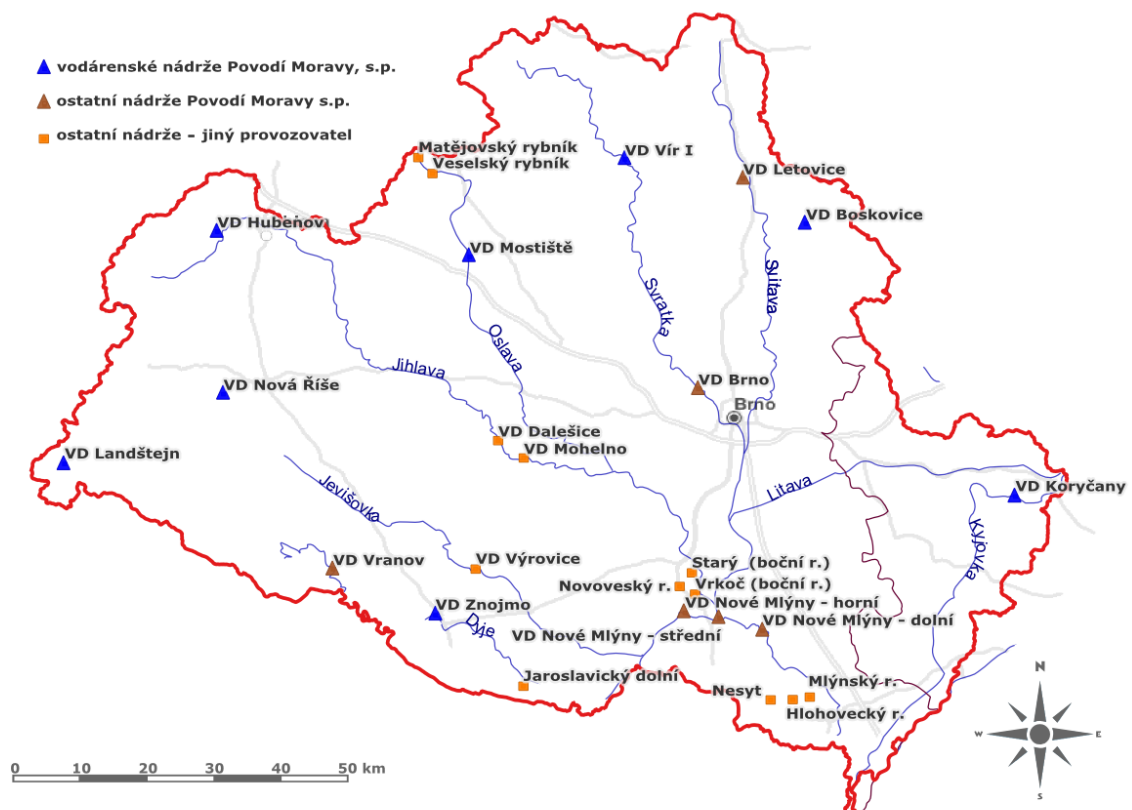 vodárenské nádrže Povodí Moravy, s.p.
ostatní nádrže Povodí Moravy s.p.
ostatní nádrže – jiný provozovatel
Matějovský rybník
Veselský rybník
VD Vír I
VD Letovice
VD Boskovice
VD Hubenov
VD Mostiště
Svratka
Svitava
Oslava
Jihlava
VD Nová Říše
VD Brno
Brno
VD Dalešice
VD Mohelno
VD Landštejn
Jevišovka
Litava
VD Koryčany
Kyjovka
VD Vranov
VD Výrovice
Starý (boční r.)
Novoveský r.
Vrkoč (boční r.)
VD Znojmo
VD Nové Mlýny - horní
VD Nové Mlýny - dolní
Dyje
VD Nové Mlýny - střední
Jaroslavický dolní
Mlýnský r.
Nesyt
Hlohovecký r.
N
W
E
S
0 10 20 30 40 50 km